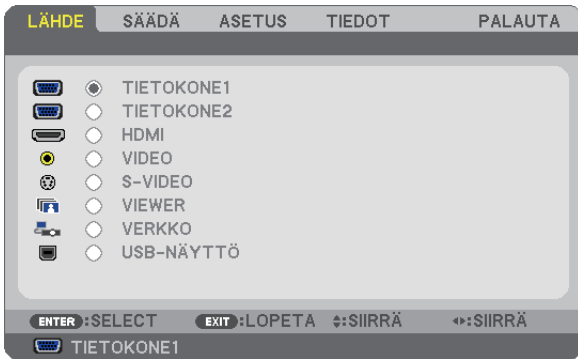 LÄHDE SÄÄDÄ ASETUS TIEDOT PALAUTA
TIETOKONE1
TIETOKONE2
HDMI
VIDEO
S-VIDEO
VIEWER
VERKKO
USB-NÄYTTÖ
ENTER :SELECT EXIT :LOPETA :SIIRRÄ :SIIRRÄ
TIETOKONE1